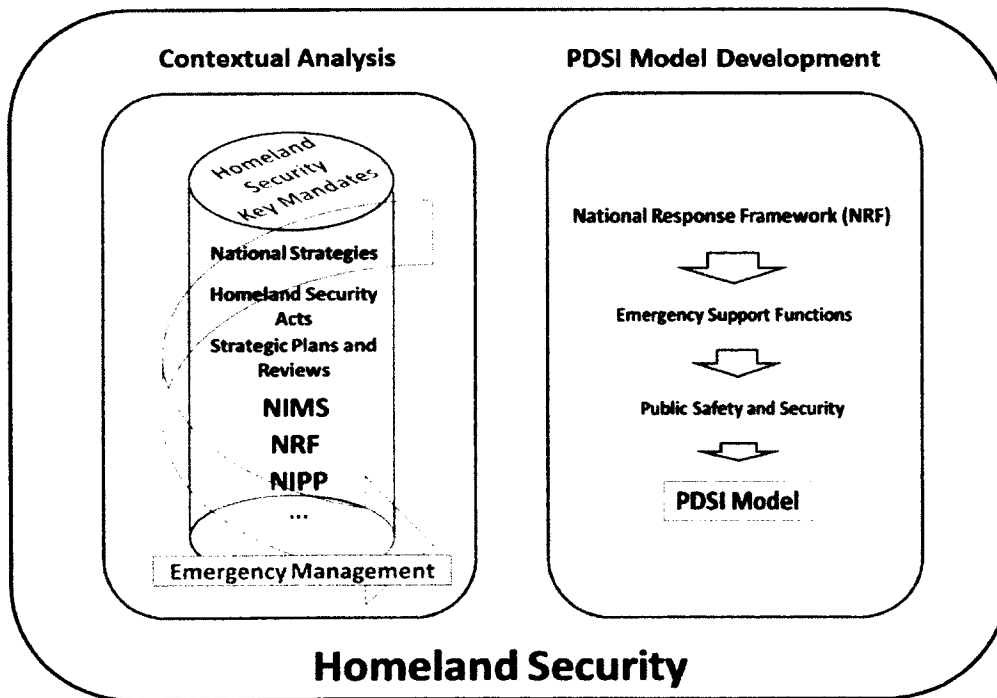 Contextual Analysis
Homeland
Security
Key Mandates
National Strategies
Homeland Security
Acts
Strategic Plans and
Reviews
NIMS
NRF
NIPP
...
Emergency Management
PDSI Model Development
National Response Framework (NRF)
Emergency Support Functions
Public Safety and Security
PDSI Model
Homeland Security